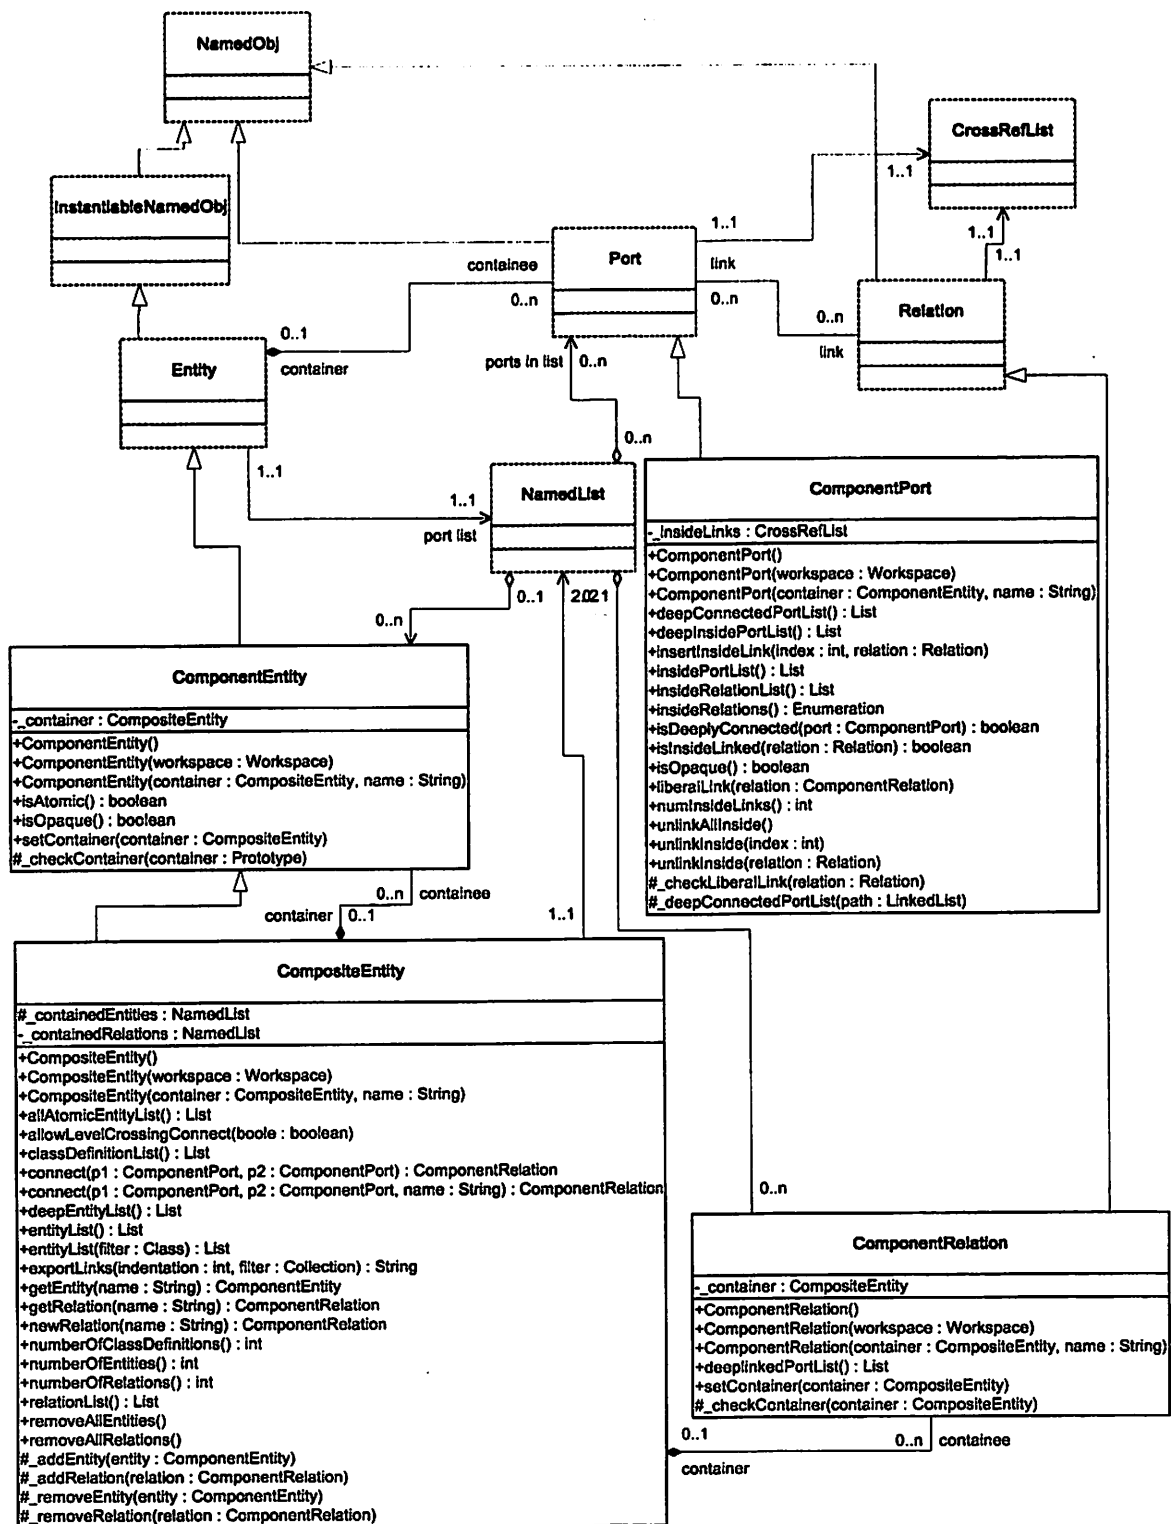 NamedObj
CrossRefList
1..1
InstantiableNamedObj
1..1
1..1
1..1
containee
Port
link
0..n
0..n
0..n
Relation
0..1
link
container
Entity
ports in list
0..n
0..n
1..1
1..1
NamedList
port list
ComponentPort
-_insideLinks : CrossRefList
+ComponentPort()
+ComponentPort(workspace : Workspace)
+ComponentPort(container : ComponentEntity, name : String)
+deepConnectedPortList() : List
+deepInsidePortList() : List
+insertInsideLink(index : int, relation : Relation)
+insidePortList() : List
+insideRelationList() : List
+insideRelations() : Enumeration
+isDeeplyConnected(port : ComponentPort) : boolean
+isInsideLinked(relation : Relation) : boolean
+isOpaque() : boolean
+liberalLink(relation : ComponentRelation)
+numInsideLinks() : int
+unlinkAllInside()
+unlinkInside(index : int)
+unlinkInside(relation : Relation)
#_checkLiberalLink(relation : Relation)
#_deepConnectedPortList(path : LinkedList)
0..1
0..n
ComponentEntity
-_container : CompositeEntity
+ComponentEntity()
+ComponentEntity(workspace : Workspace)
+ComponentEntity(container : CompositeEntity, name : String)
+isAtomic() : boolean
+isOpaque() : boolean
+setContainer(container : CompositeEntity)
#_checkContainer(container : Prototype)
0..n containee
container 0..1
1..1
CompositeEntity
#_containedEntities : NamedList
-_containedRelations : NamedList
+CompositeEntity()
+CompositeEntity(workspace : Workspace)
+CompositeEntity(container : CompositeEntity, name : String)
+allAtomicEntityList() : List
+allowLevelCrossingConnect(boole : boolean)
+classDefinitionList() : List
+connect(p1 : ComponentPort, p2 : ComponentPort) : ComponentRelation
+connect(p1 : ComponentPort, p2 : ComponentPort, name : String) : ComponentRelation
+deepEntityList() : List
+entityList() : List
+entityList(filter : Class) : List
+exportLinks(indentation : int, filter : Collection) : String
+getEntity(name : String) : ComponentEntity
+getRelation(name : String) : ComponentRelation
+newRelation(name : String) : ComponentRelation
+numberOfClassDefinitions() : int
+numberOfEntities() : int
+numberOfRelations() : int
+relationList() : List
+removeAllEntities()
+removeAllRelations()
#_addEntity(entity : ComponentEntity)
#_addRelation(relation : ComponentRelation)
#_removeEntity(entity : ComponentEntity)
#_removeRelation(relation : ComponentRelation)
0..n
ComponentRelation
-_container : CompositeEntity
+ComponentRelation()
+ComponentRelation(workspace : Workspace)
+ComponentRelation(container : CompositeEntity, name : String)
+deeplinkedPortList() : List
+setContainer(container : CompositeEntity)
#_checkContainer(container : CompositeEntity)
0..1
0..n containee
container